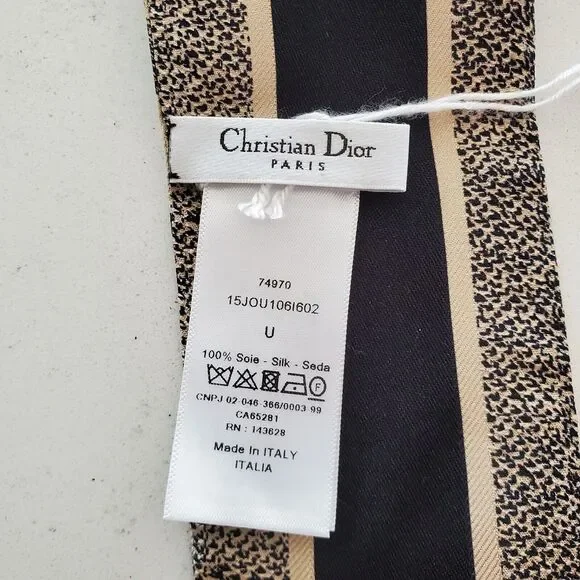 Christian Dior
PARIS
74970
15JOU106I602
U
100% Soie - Silk - Seda
F
CNPJ 02-046-366/0003-99
CA65281
RN : 143628
Made In ITALY
ITALIA